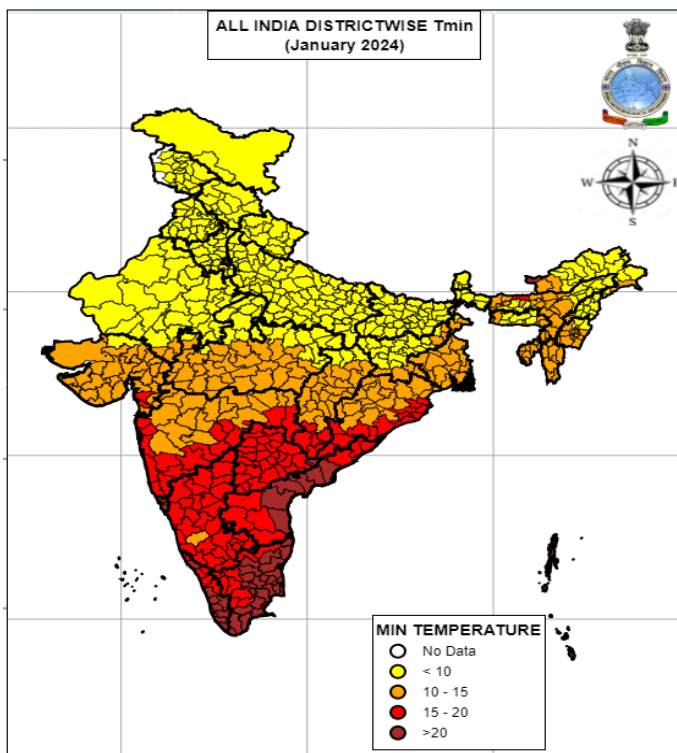 ALL INDIA DISTRICTWISE Tmin
(January 2024)
N
W
E
S
MIN TEMPERATURE
No Data
< 10
10 - 15
15 - 20
>20